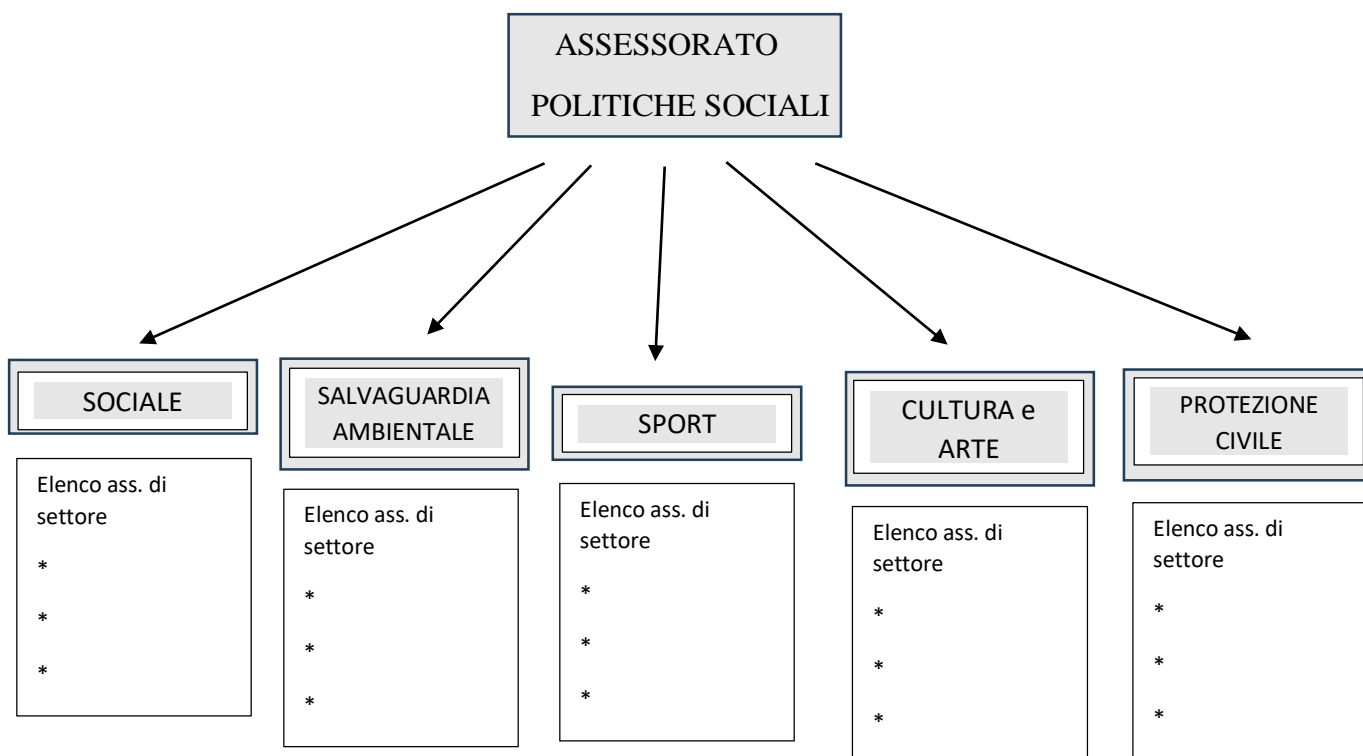 ASSESSORATO
POLITICHE SOCIALI
SOCIALE
Elenco ass. di
settore
*
*
*
SALVAGUARDIA
AMBIENTALE
Elenco ass. di
settore
*
*
*
SPORT
Elenco ass. di
settore
*
*
*
CULTURA e
ARTE
Elenco ass. di
settore
*
*
*
PROTEZIONE
CIVILE
Elenco ass. di
settore
*
*
*